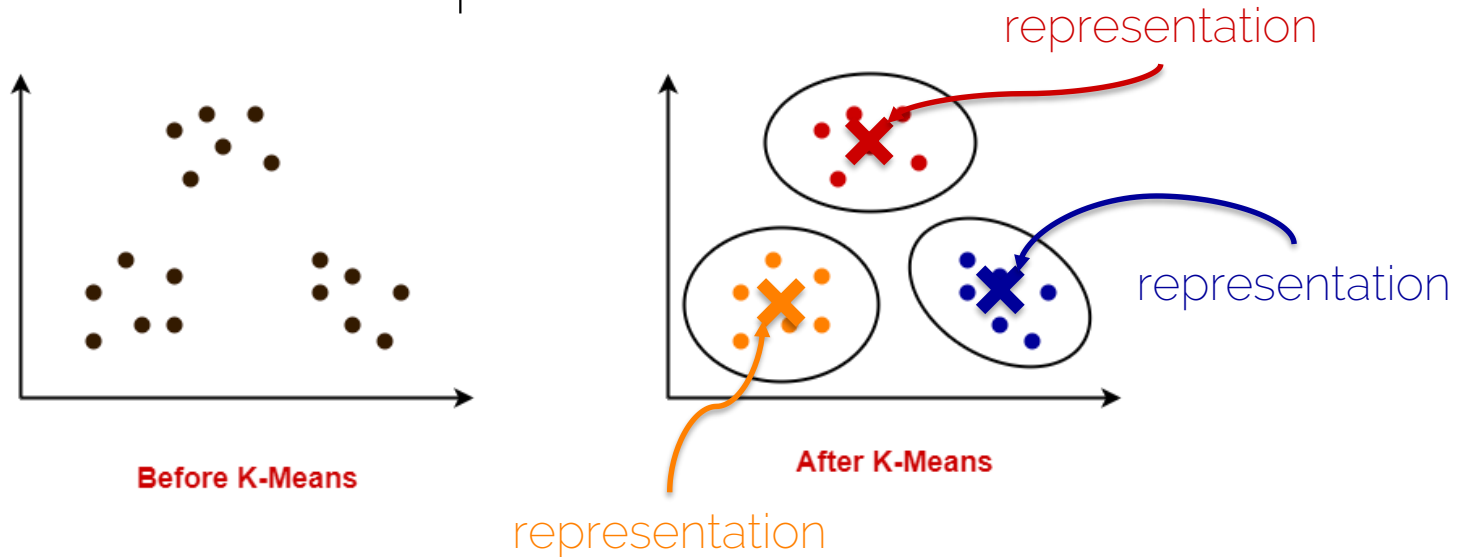 representation
representation
Before K-Means
After K-Means
representation